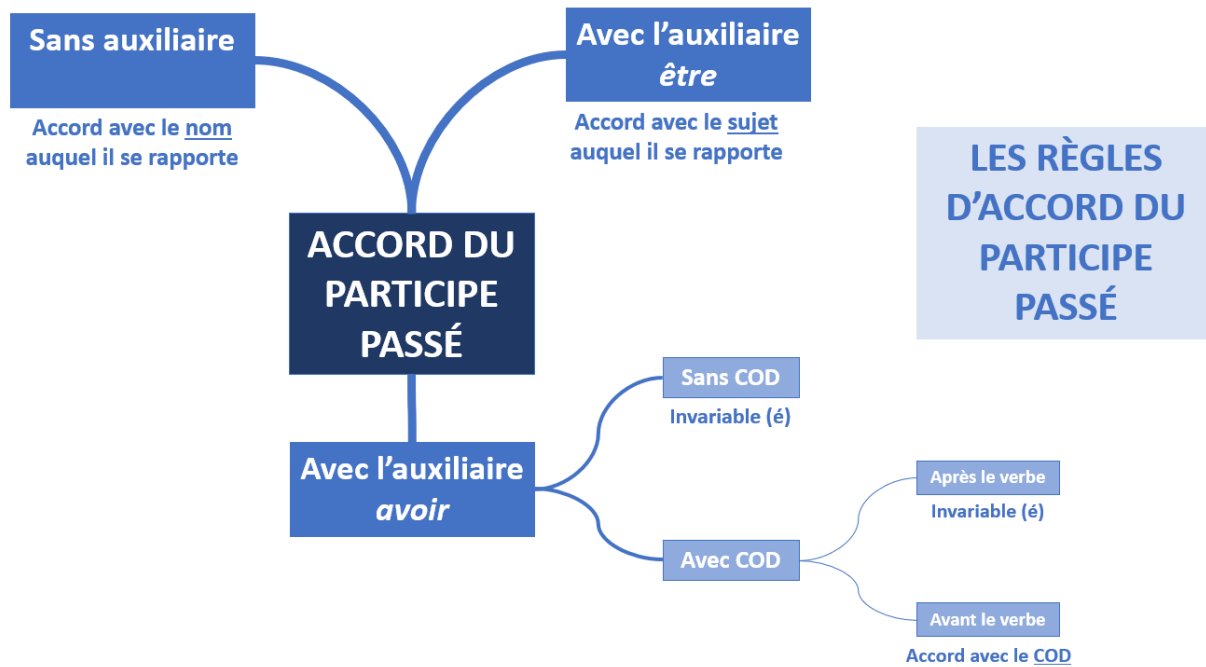 Sans auxiliaire
Accord avec le nom
auquel il se rapporte
Avec l’auxiliaire
être
Accord avec le sujet
auquel il se rapporte
LES RÈGLES
D’ACCORD DU
PARTICIPE
PASSÉ
ACCORD DU
PARTICIPE
PASSÉ
Avec l’auxiliaire
avoir
Sans COD
Invariable (é)
Avec COD
Après le verbe
Invariable (é)
Avant le verbe
Accord avec le COD